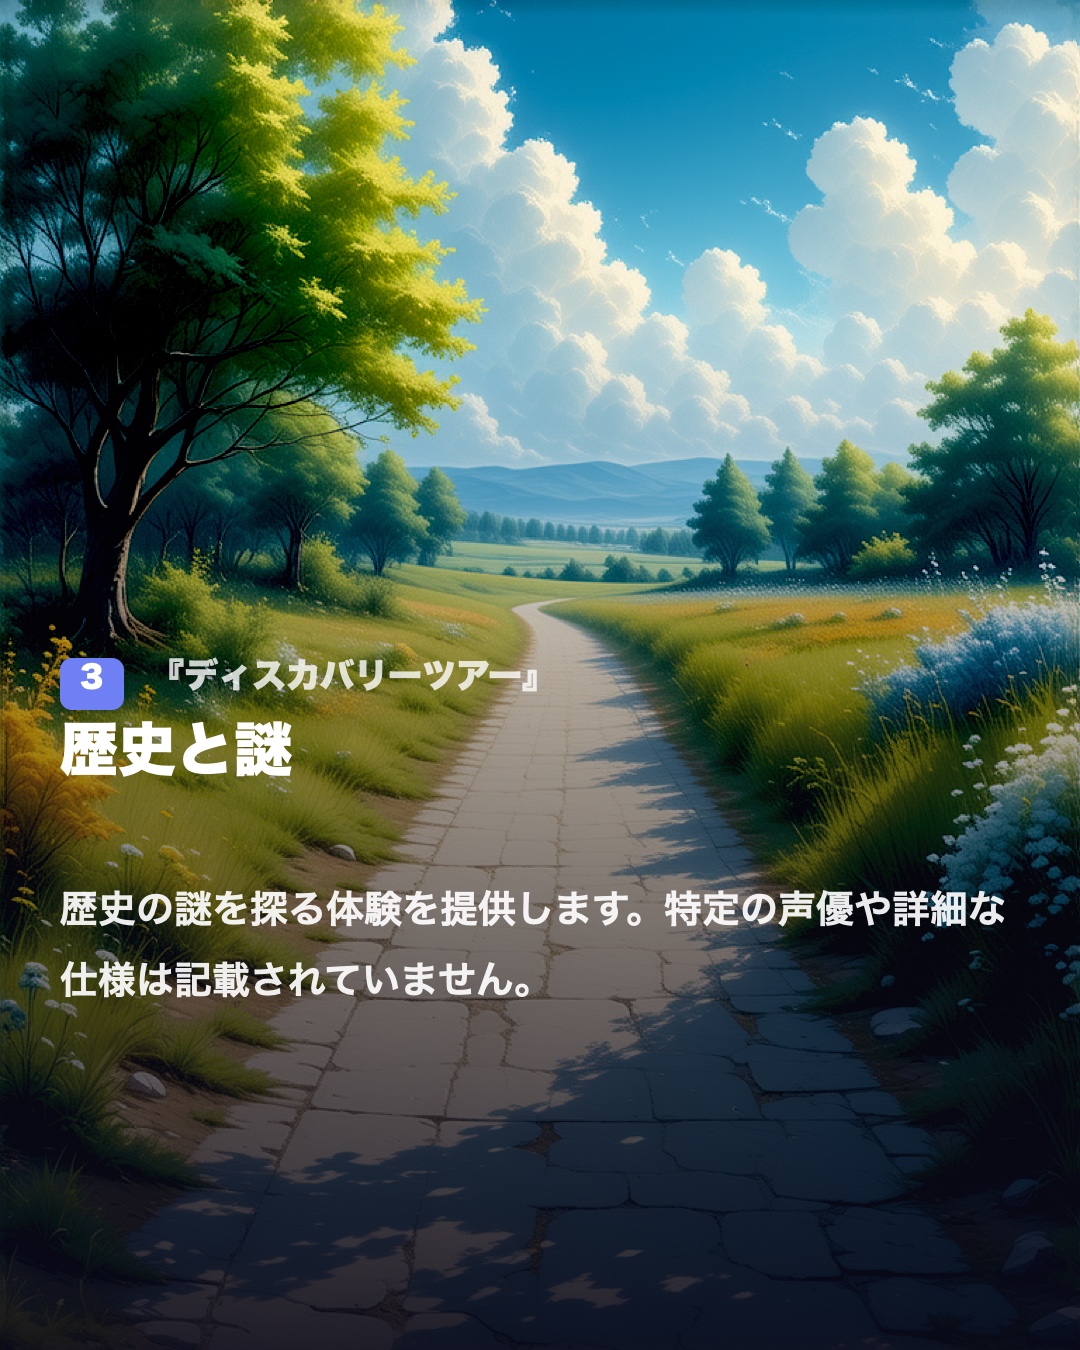 3 『ディスカバリーツアー』
歴史と謎
歴史の謎を探る体験を提供します。特定の声優や詳細な
仕様は記載されていません。